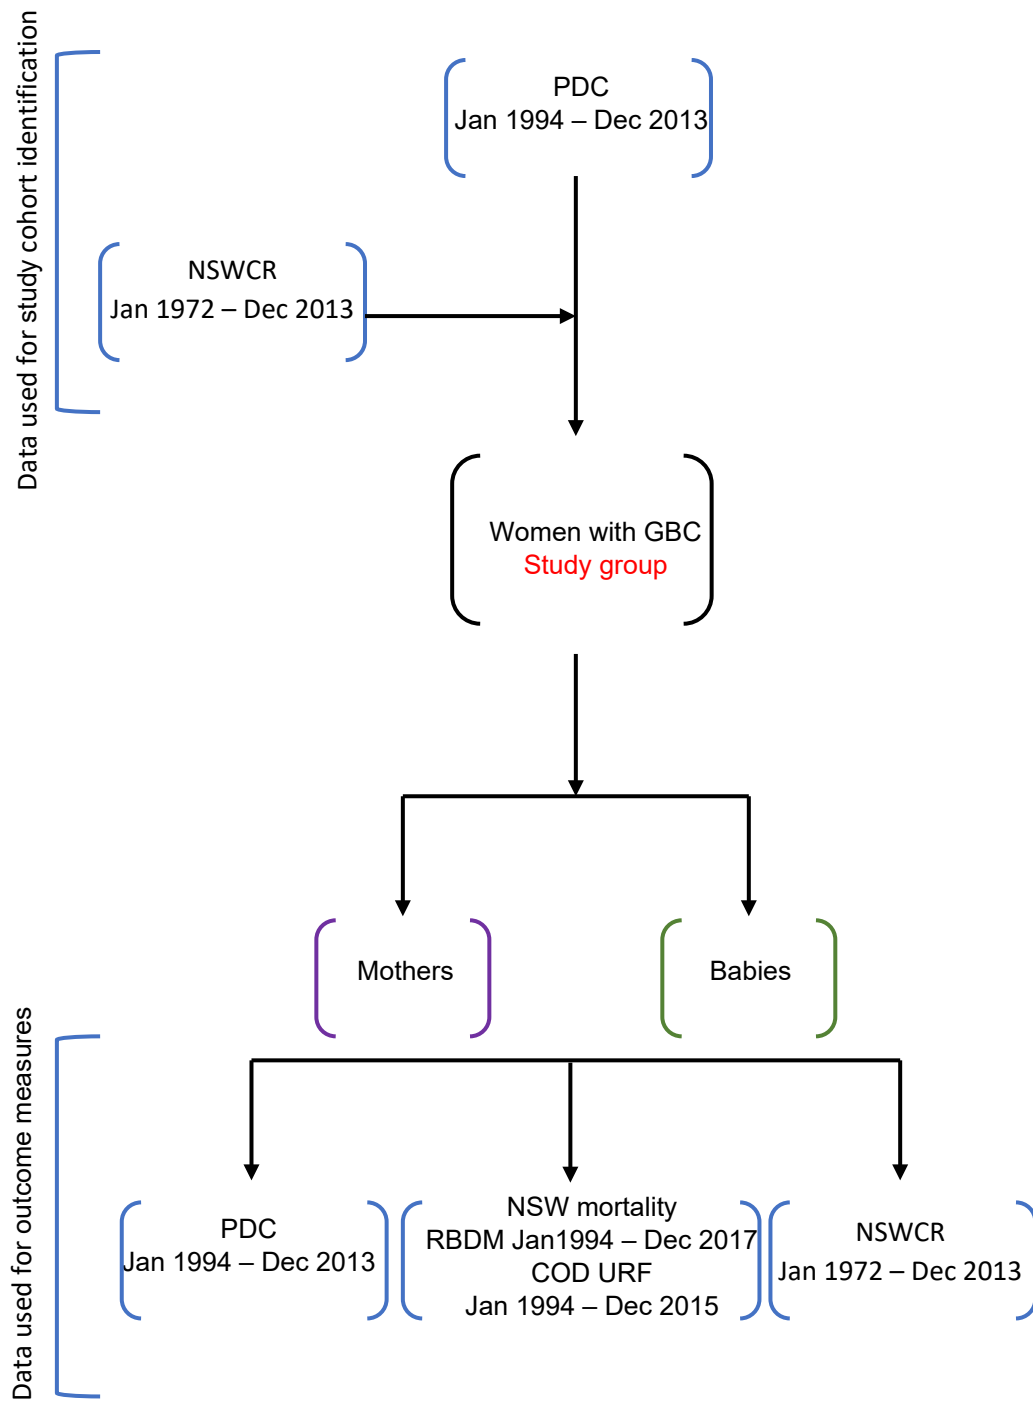 Data used for study cohort identification
PDC
Jan 1994 – Dec 2013
NSWCR
Jan 1972 – Dec 2013
Women with GBC
Study group
Mothers
Babies
Data used for outcome measures
PDC
Jan 1994 – Dec 2013
NSW mortality
RBDM Jan1994 – Dec 2017
COD URF
Jan 1994 – Dec 2015
NSWCR
Jan 1972 – Dec 2013